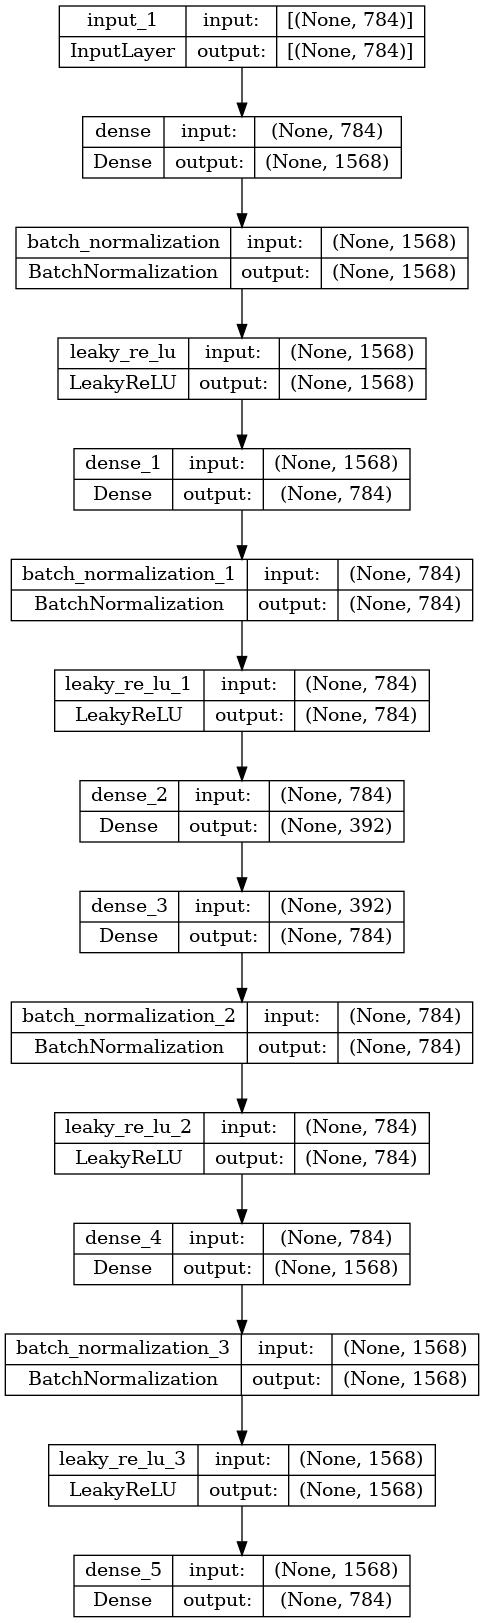 input_1 input: [(None, 784)]
InputLayer output: [(None, 784)]
dense input: (None, 784)
Dense output: (None, 1568)
batch_normalization input: (None, 1568)
BatchNormalization output: (None, 1568)
leaky_re_lu input: (None, 1568)
LeakyReLU output: (None, 1568)
dense_1 input: (None, 1568)
Dense output: (None, 784)
batch_normalization_1 input: (None, 784)
BatchNormalization output: (None, 784)
leaky_re_lu_1 input: (None, 784)
LeakyReLU output: (None, 784)
dense_2 input: (None, 784)
Dense output: (None, 392)
dense_3 input: (None, 392)
Dense output: (None, 784)
batch_normalization_2 input: (None, 784)
BatchNormalization output: (None, 784)
leaky_re_lu_2 input: (None, 784)
LeakyReLU output: (None, 784)
dense_4 input: (None, 784)
Dense output: (None, 1568)
batch_normalization_3 input: (None, 1568)
BatchNormalization output: (None, 1568)
leaky_re_lu_3 input: (None, 1568)
LeakyReLU output: (None, 1568)
dense_5 input: (None, 1568)
Dense output: (None, 784)